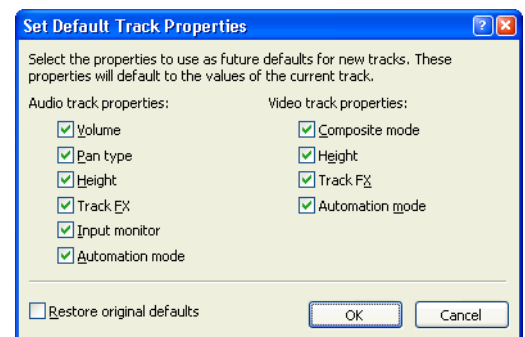 Set Default Track Properties
Select the properties to use as future defaults for new tracks. These
properties will default to the values of the current track.
Audio track properties:
Video track properties:
Volume
Composite mode
Pan type
Height
Height
Track FX
Track FX
Automation mode
Input monitor
Automation mode
Restore original defaults
OK
Cancel